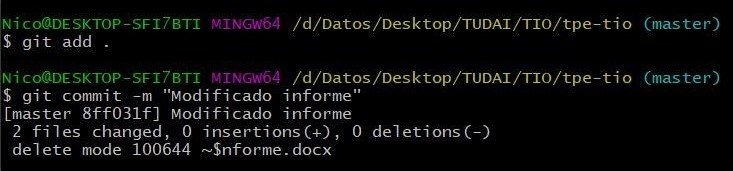 Nico@DESKTOP-SFI7BTI MINGW64 /d/Datos/Desktop/TUDAI/TIO/tpe-tio (master)
$ git add .
Nico@DESKTOP-SFI7BTI MINGW64 /d/Datos/Desktop/TUDAI/TIO/tpe-tio (master)
$ git commit -m "Modificado informe"
[master 8ff031f] Modificado informe
 2 files changed, 0 insertions(+), 0 deletions(-)
 delete mode 100644 ~$nforme.docx